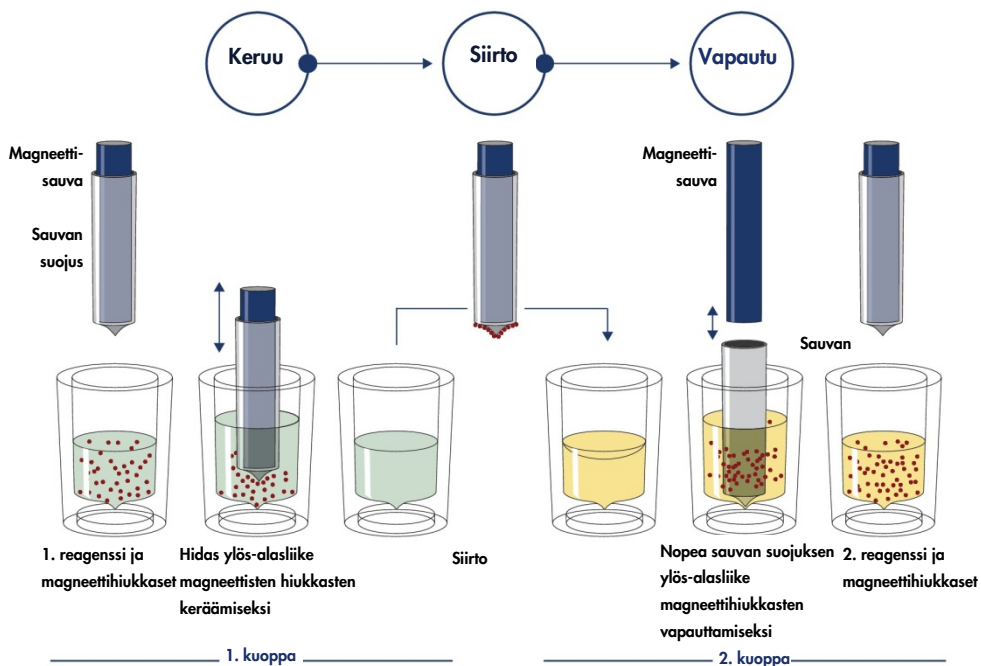 Keruu
Siirto
Vapautu
Magneetti-
sauva
Sauvan
suojus
Magneetti-
sauva
Sauvan
1. reagenssi ja
magneettihiukkaset
Hidas ylös-alasliike
magneettisten hiukkasten
keräämiseksi
Siirto
Nopea sauvan suojuksen
ylös-alasliike
magneettihiukkasten
vapauttamiseksi
2. reagenssi ja
magneettihiukkaset
1. kuoppa
2. kuoppa